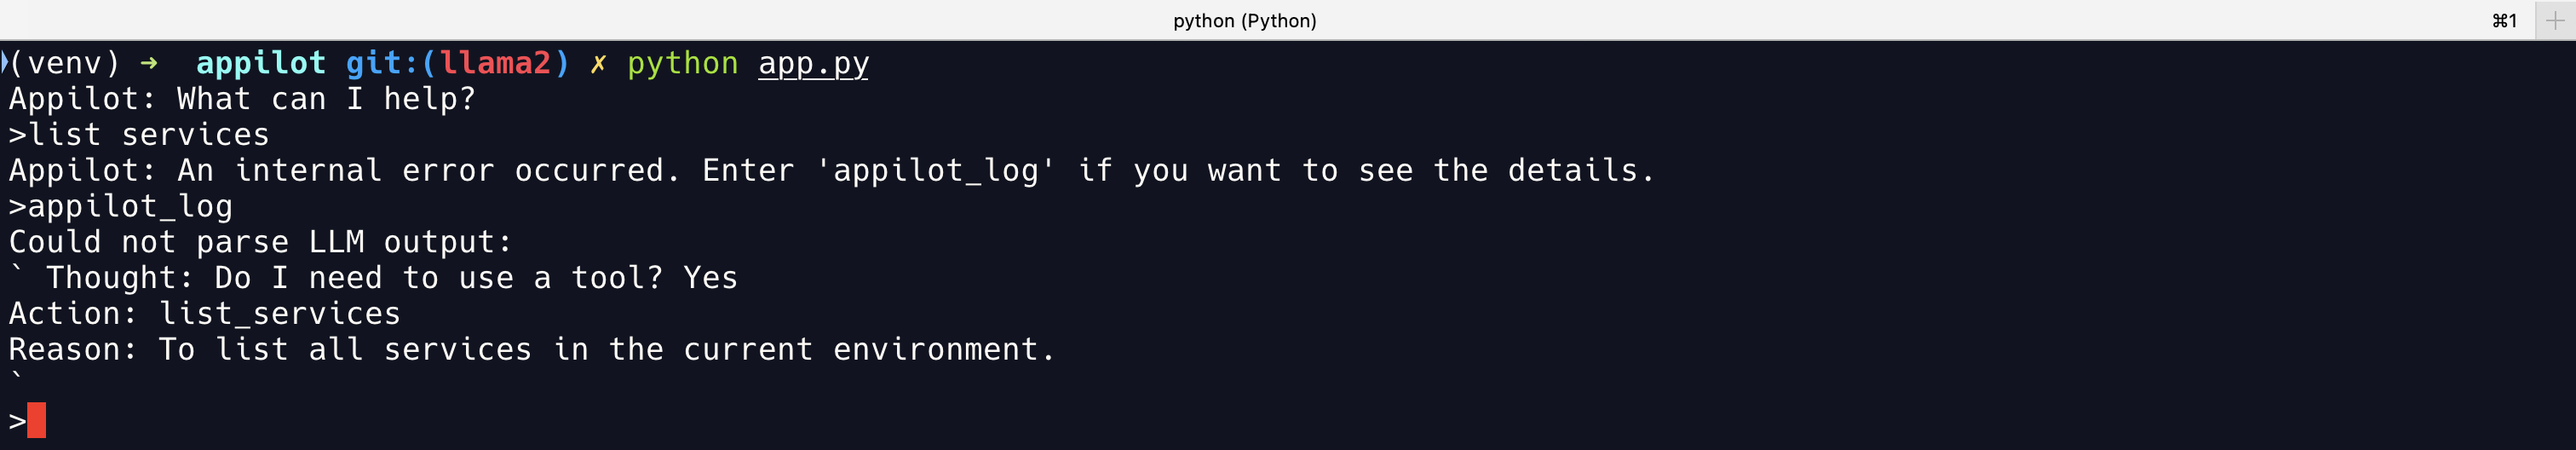 python (Python)
⌘1
(venv) ➜  appilot git:(llama2) ✗ python app.py
Appilot: What can I help?
>list services
Appilot: An internal error occurred. Enter 'appilot_log' if you want to see the details.
>appilot_log
Could not parse LLM output:
` Thought: Do I need to use a tool? Yes
Action: list_services
Reason: To list all services in the current environment.
`
>